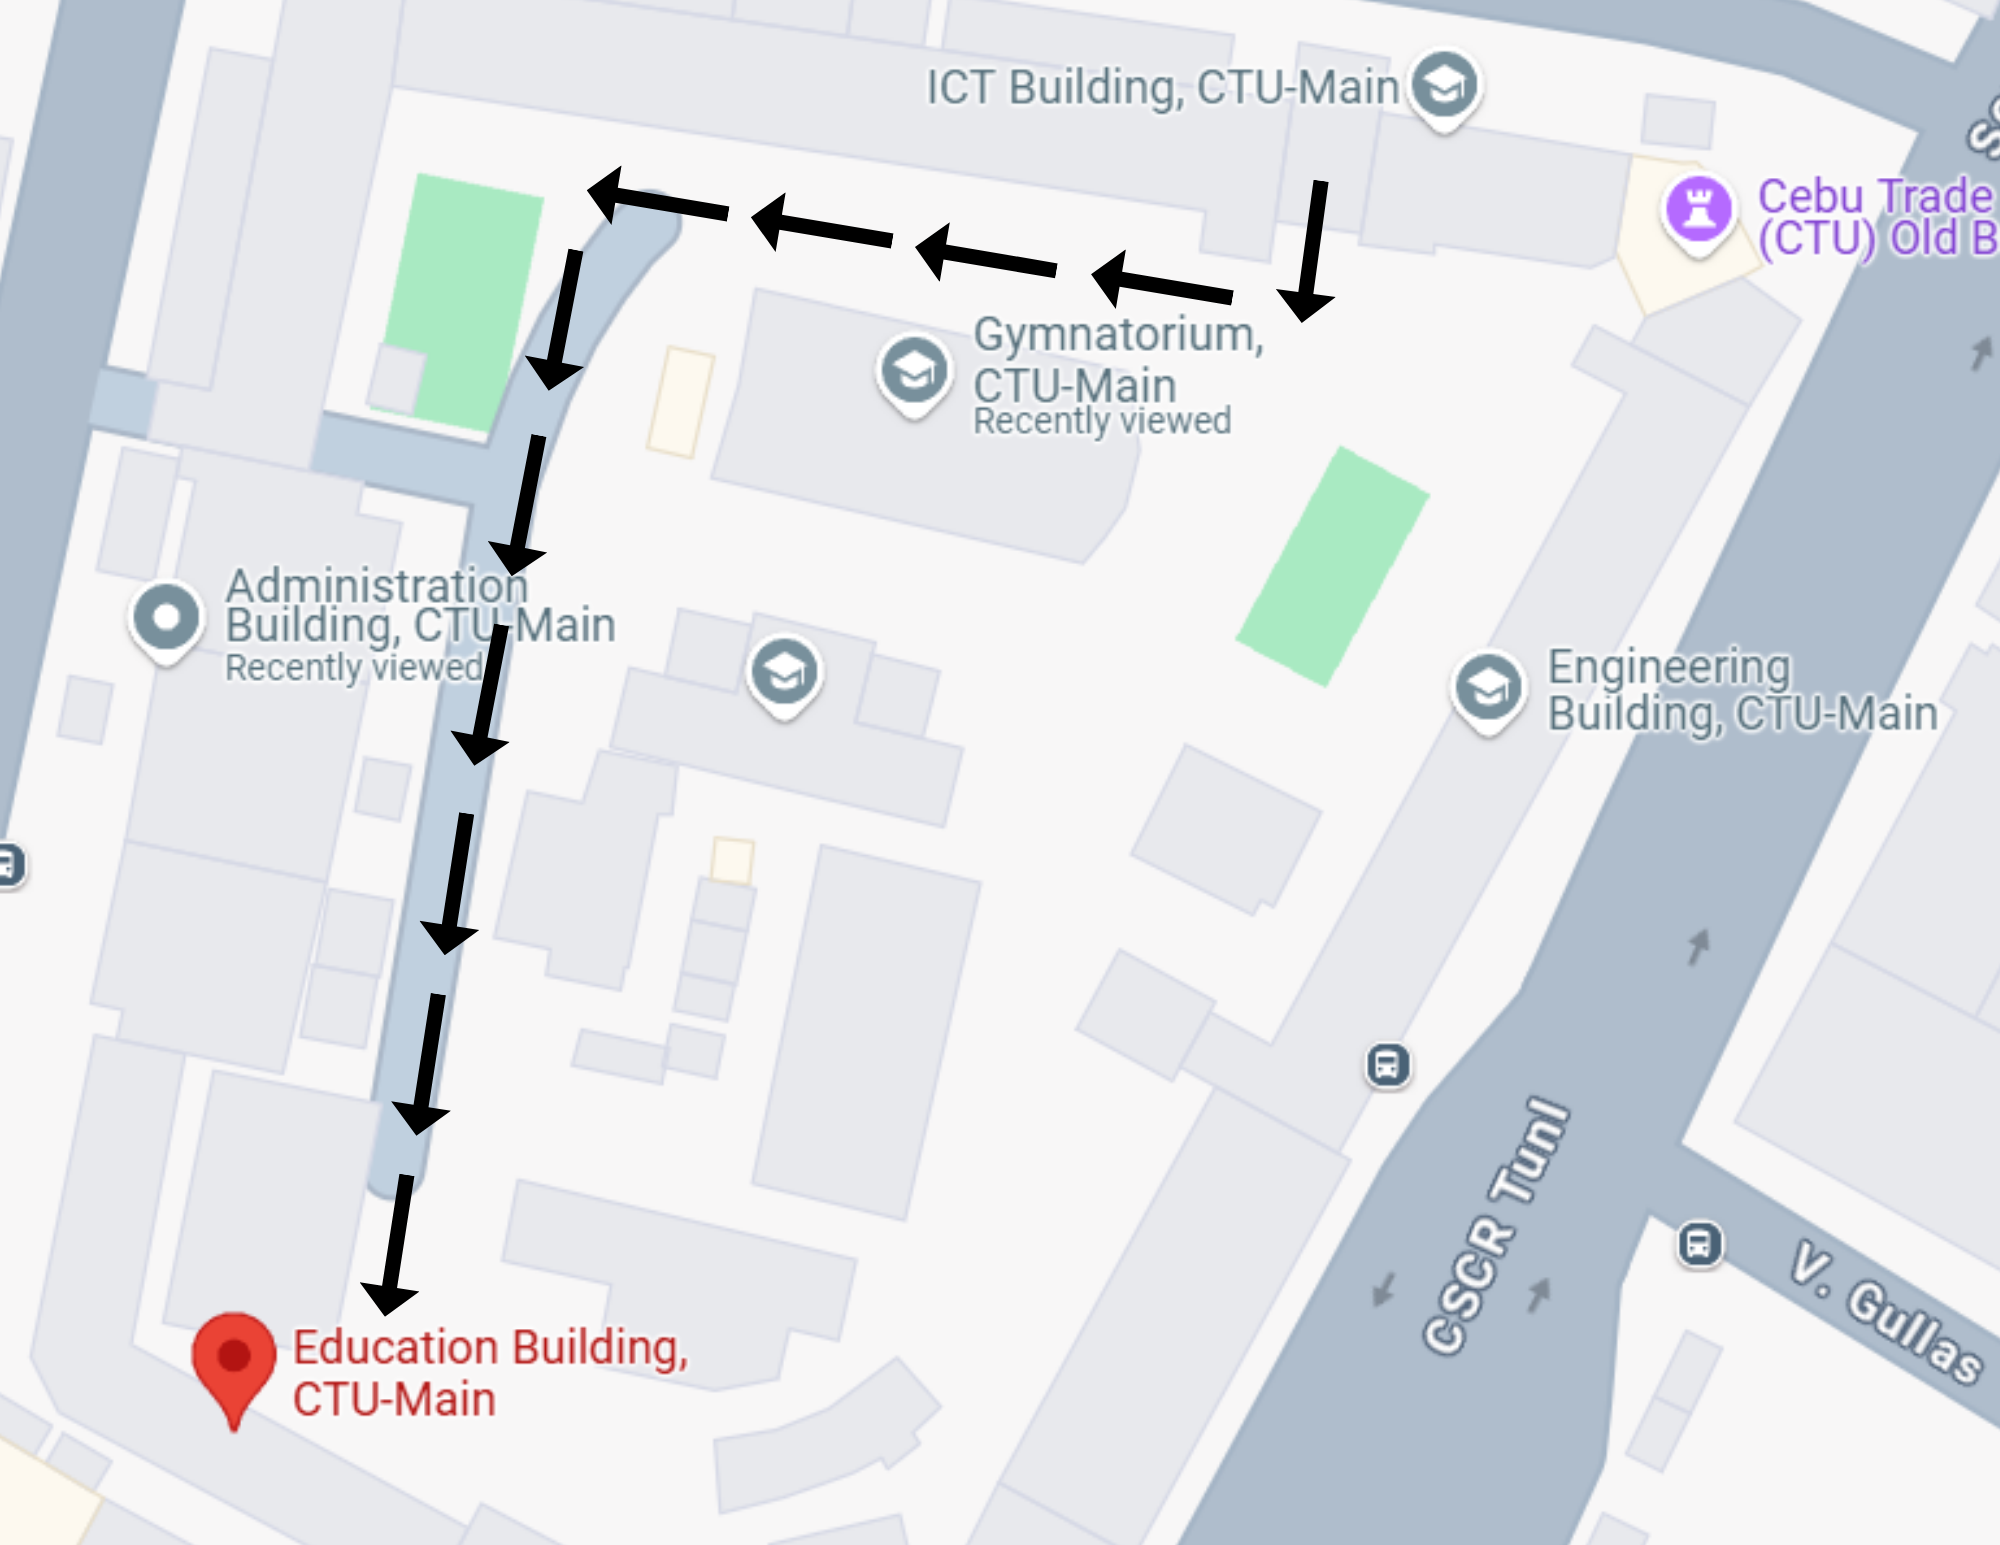 ICT Building, CTU-Main
Cebu Trade
(CTU) Old B
Gymnatorium,
CTU-Main
Recently viewed
Administration
Building, CTU-Main
Recently viewed
Engineering
Building, CTU-Main
CSCR Tunl
V. Gullas
Education Building,
CTU-Main